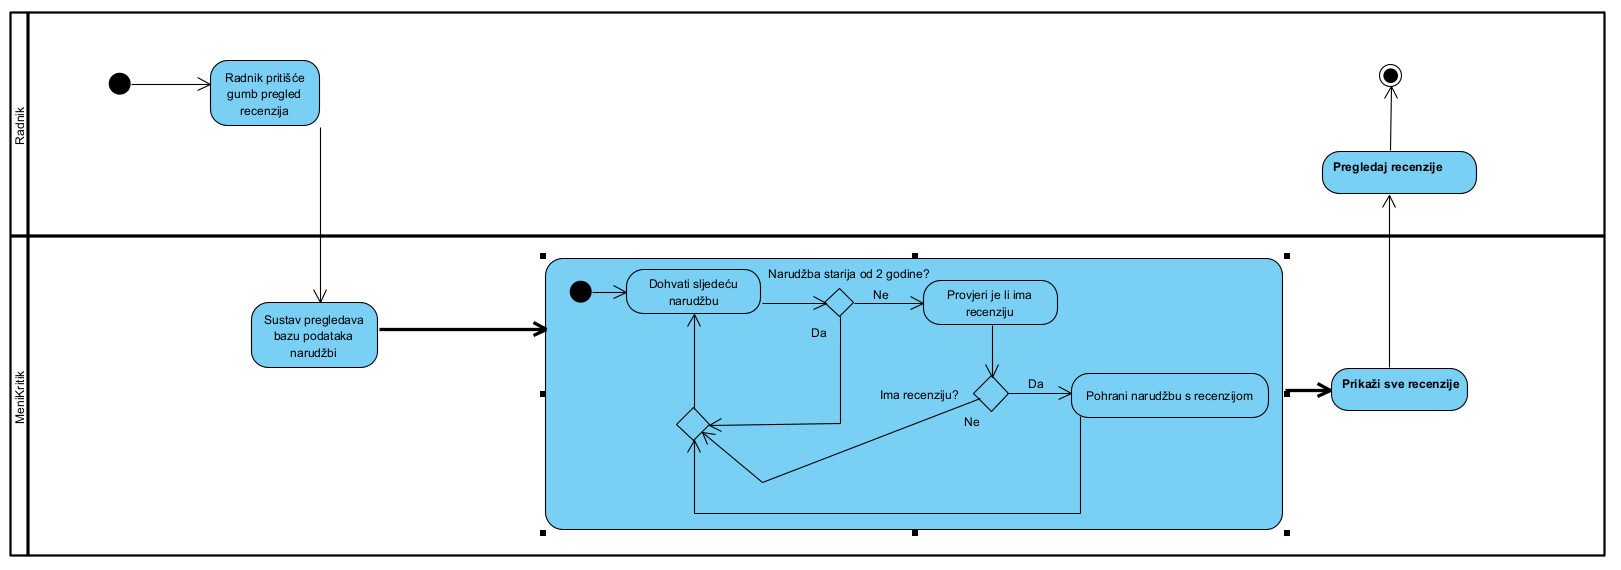 Radnik
Radnik pritišće
gumb pregled
recenzija
Pregledaj recenzije
MeniKritik
Sustav pregledava
bazu podataka
narudžbi
Dohvati sljedeću
narudžbu
Narudžba starija od 2 godine?
Ne
Da
Provjeri je li ima
recenziju
Ima recenziju?
Da
Ne
Pohrani narudžbu s recenzijom
Prikaži sve recenzije